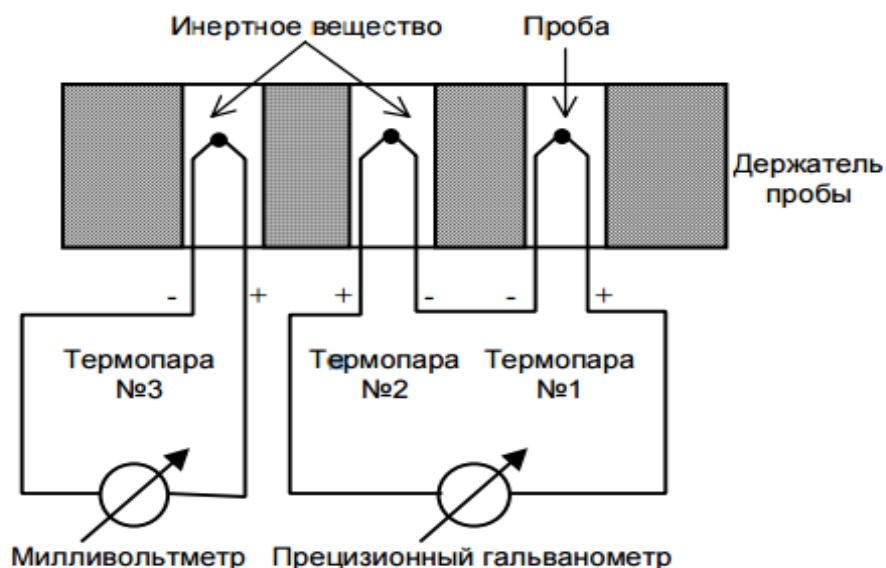 Инертное вещество
Проба
Держатель
пробы
- + + - - +
Термопара
№3
Термопара
№2
Термопара
№1
Милливольтметр
Прецизионный гальванометр